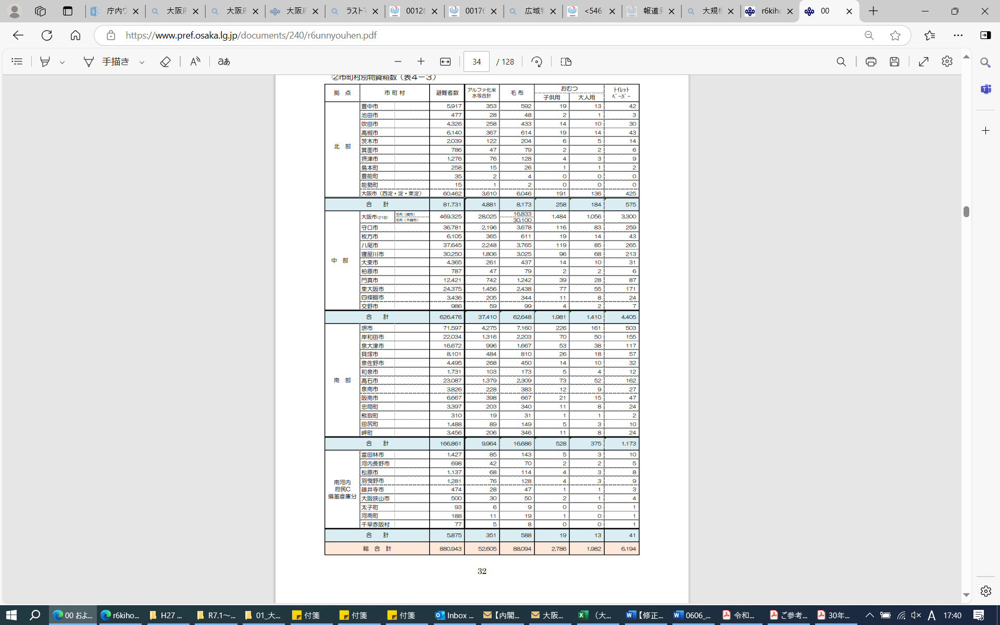 庁内ウ
大阪府
大阪府
大阪府
ラストマ
00128
00176
広域物
<546
報道発
大規模
r6kiho
00
https://www.pref.osaka.lg.jp/documents/240/r6unnyouhen.pdf
手描き aあ 34 / 128
②市町村別物資箱数(表4-3)
拠 点 市 町 村 避難者数 アルファ化米 水等合計 毛 布 おむつ 子供用 大人用 トイレットペーパー
北 部
豊中市 5,917 353 592 19 13 42
池田市 477 28 48 2 1 3
吹田市 4,326 258 433 14 10 30
高槻市 6,140 367 614 19 14 43
茨木市 2,039 122 204 6 5 14
箕面市 786 47 79 2 2 6
摂津市 1,276 76 128 4 3 9
島本町 258 15 26 1 1 2
豊能町 35 2 4 0 0 0
能勢町 15 1 2 0 0 0
大阪市(西淀・淀・東淀) 60,462 3,610 6,046 191 136 425
合 計 81,731 4,881 8,173 258 184 575
中 部
大阪市(21区) 毛布(織布) 毛布(不織布) 469,325 28,025 16,833 30,100 1,484 1,056 3,300
守口市 36,781 2,196 3,678 116 83 259
枚方市 6,105 365 611 19 14 43
八尾市 37,645 2,248 3,765 119 85 265
寝屋川市 30,250 1,806 3,025 96 68 213
大東市 4,365 261 437 14 10 31
柏原市 787 47 79 2 2 6
門真市 12,421 742 1,242 39 28 87
東大阪市 24,375 1,456 2,438 77 55 171
四條畷市 3,436 205 344 11 8 24
交野市 986 59 99 4 2 7
合 計 626,476 37,410 62,648 1,981 1,410 4,405
南 部
堺市 71,597 4,275 7,160 226 161 503
岸和田市 22,034 1,316 2,203 70 50 155
泉大津市 16,672 996 1,667 53 38 117
貝塚市 8,101 484 810 26 18 57
泉佐野市 4,495 268 450 14 10 32
和泉市 1,731 103 173 5 4 12
高石市 23,087 1,379 2,309 73 52 162
泉南市 3,826 228 383 12 9 27
阪南市 6,667 398 667 21 15 47
忠岡町 3,397 203 340 11 8 24
熊取町 310 19 31 1 1 2
田尻町 1,488 89 149 5 3 10
岬町 3,456 206 346 11 8 24
合 計 166,861 9,964 16,686 528 375 1,173
南河内
府民C
備蓄倉庫分
富田林市 1,427 85 143 5 3 10
河内長野市 698 42 70 2 2 5
松原市 1,137 68 114 4 3 8
羽曳野市 1,281 76 128 4 3 9
藤井寺市 474 28 47 1 1 3
大阪狭山市 500 30 50 2 1 4
太子町 93 6 9 0 0 1
河南町 188 11 19 1 0 1
千早赤阪村 77 5 8 0 0 1
合 計 5,875 351 588 19 13 41
総 合 計 880,943 52,605 88,094 2,786 1,982 6,194
32
00 およ...
r6kiho...
H27 ...
R7.1～...
01_大...
付箋
付箋
付箋
Inbox ...
【内閣...
大阪...
(大...
【修正...
0606_...
令和...
ご参考...
30年...
A
17:40